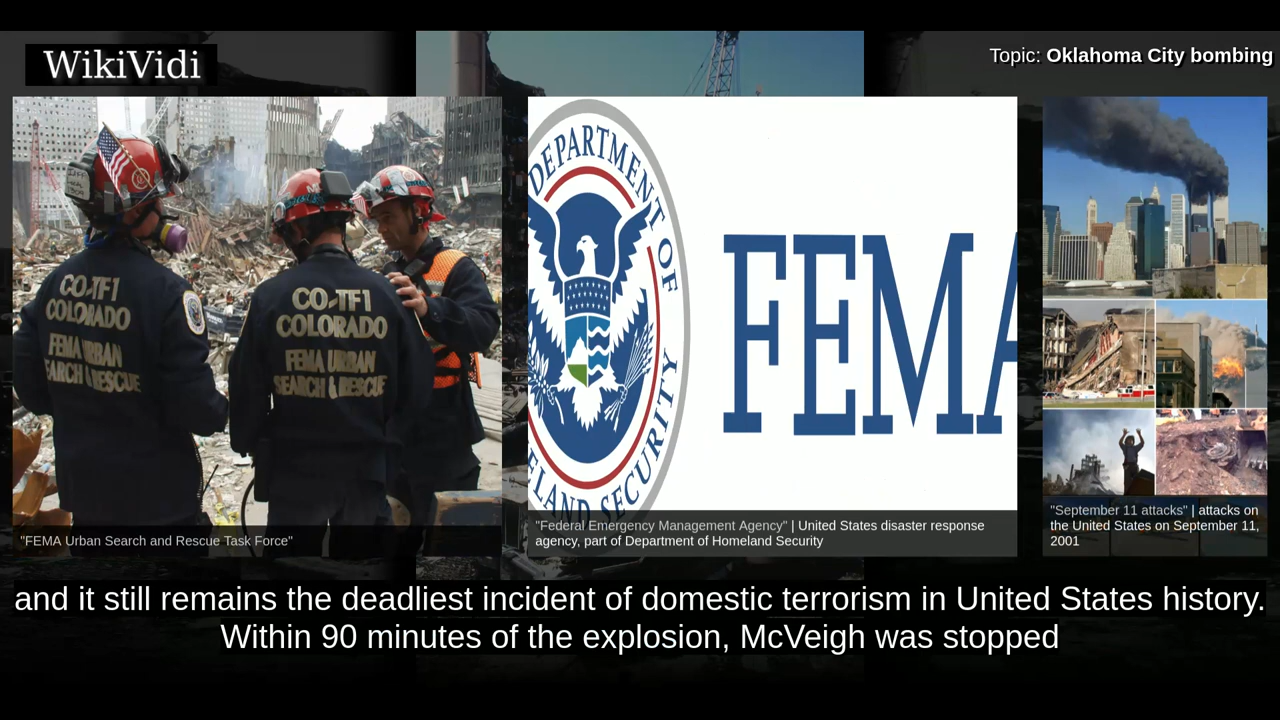 WikiVidi
Topic: Oklahoma City bombing
CO-TF1
COLORADO
FEMA URBAN
SEARCH & RESCUE
CO-TF1
COLORADO
FEMA URBAN
SEARCH & RESCUE
"FEMA Urban Search and Rescue Task Force"
DEPARTMENT OF
ELAND SECURITY
FEMA
"Federal Emergency Management Agency" | United States disaster response
agency, part of Department of Homeland Security
"September 11 attacks" | attacks on
the United States on September 11,
2001
and it still remains the deadliest incident of domestic terrorism in United States history.
Within 90 minutes of the explosion, McVeigh was stopped